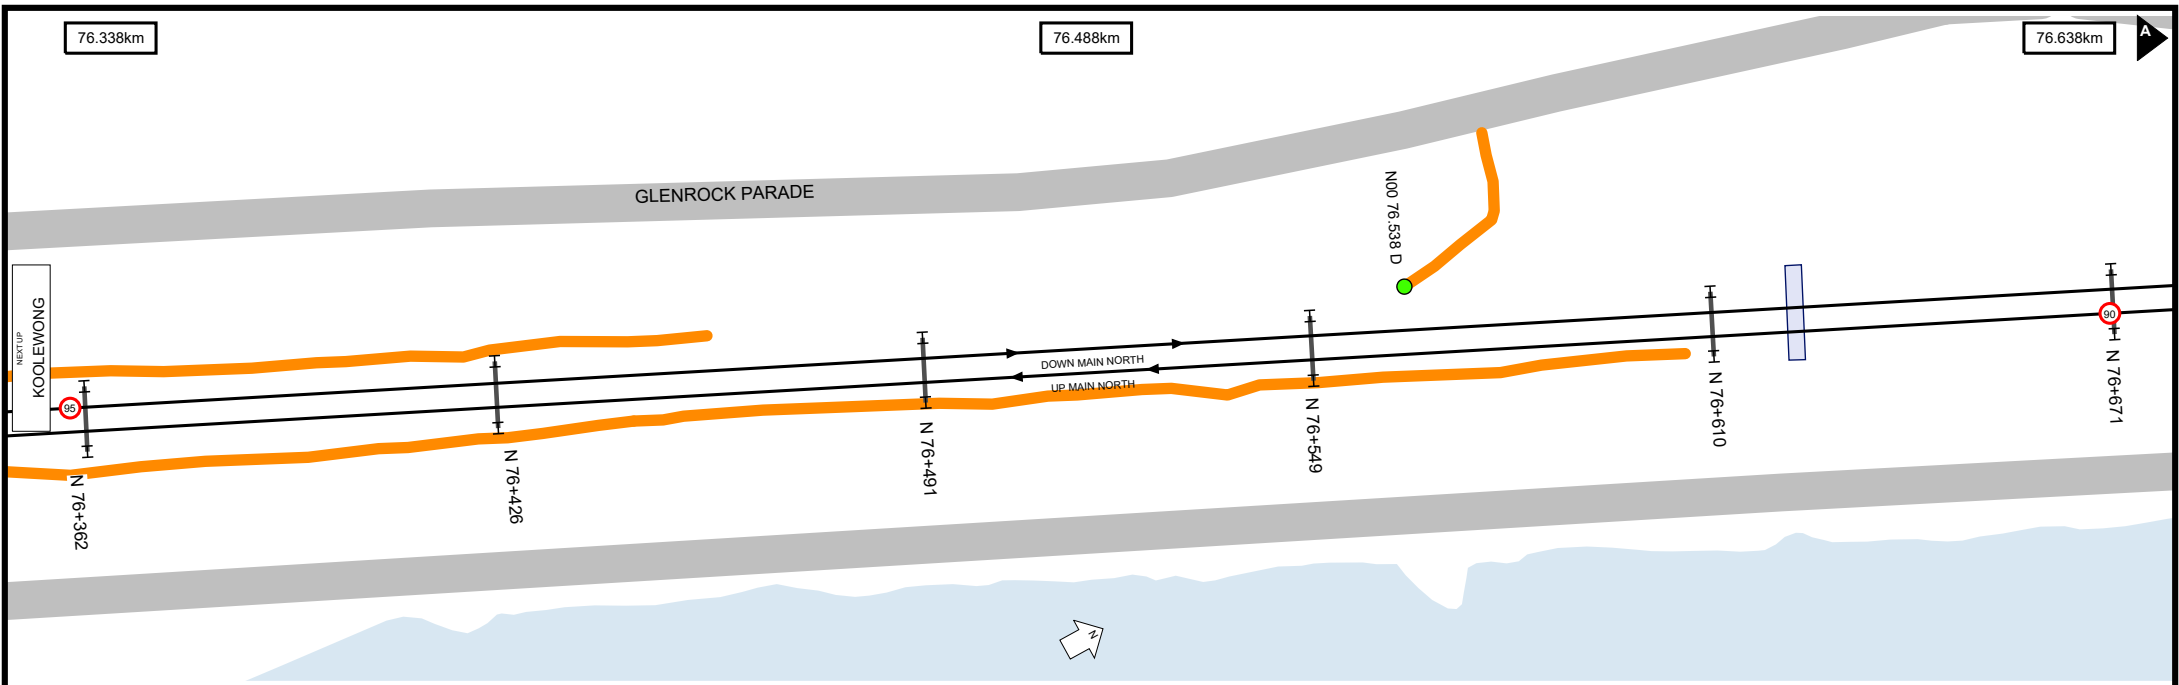 76.338km
76.488km
76.638km
A
GLENROCK PARADE
N00 76.538 D
NEXT UP
KOOLEWONG
95
90
DOWN MAIN NORTH
UP MAIN NORTH
N 76+362
N 76+426
N 76+491
N 76+549
N 76+610
N 76+671
N